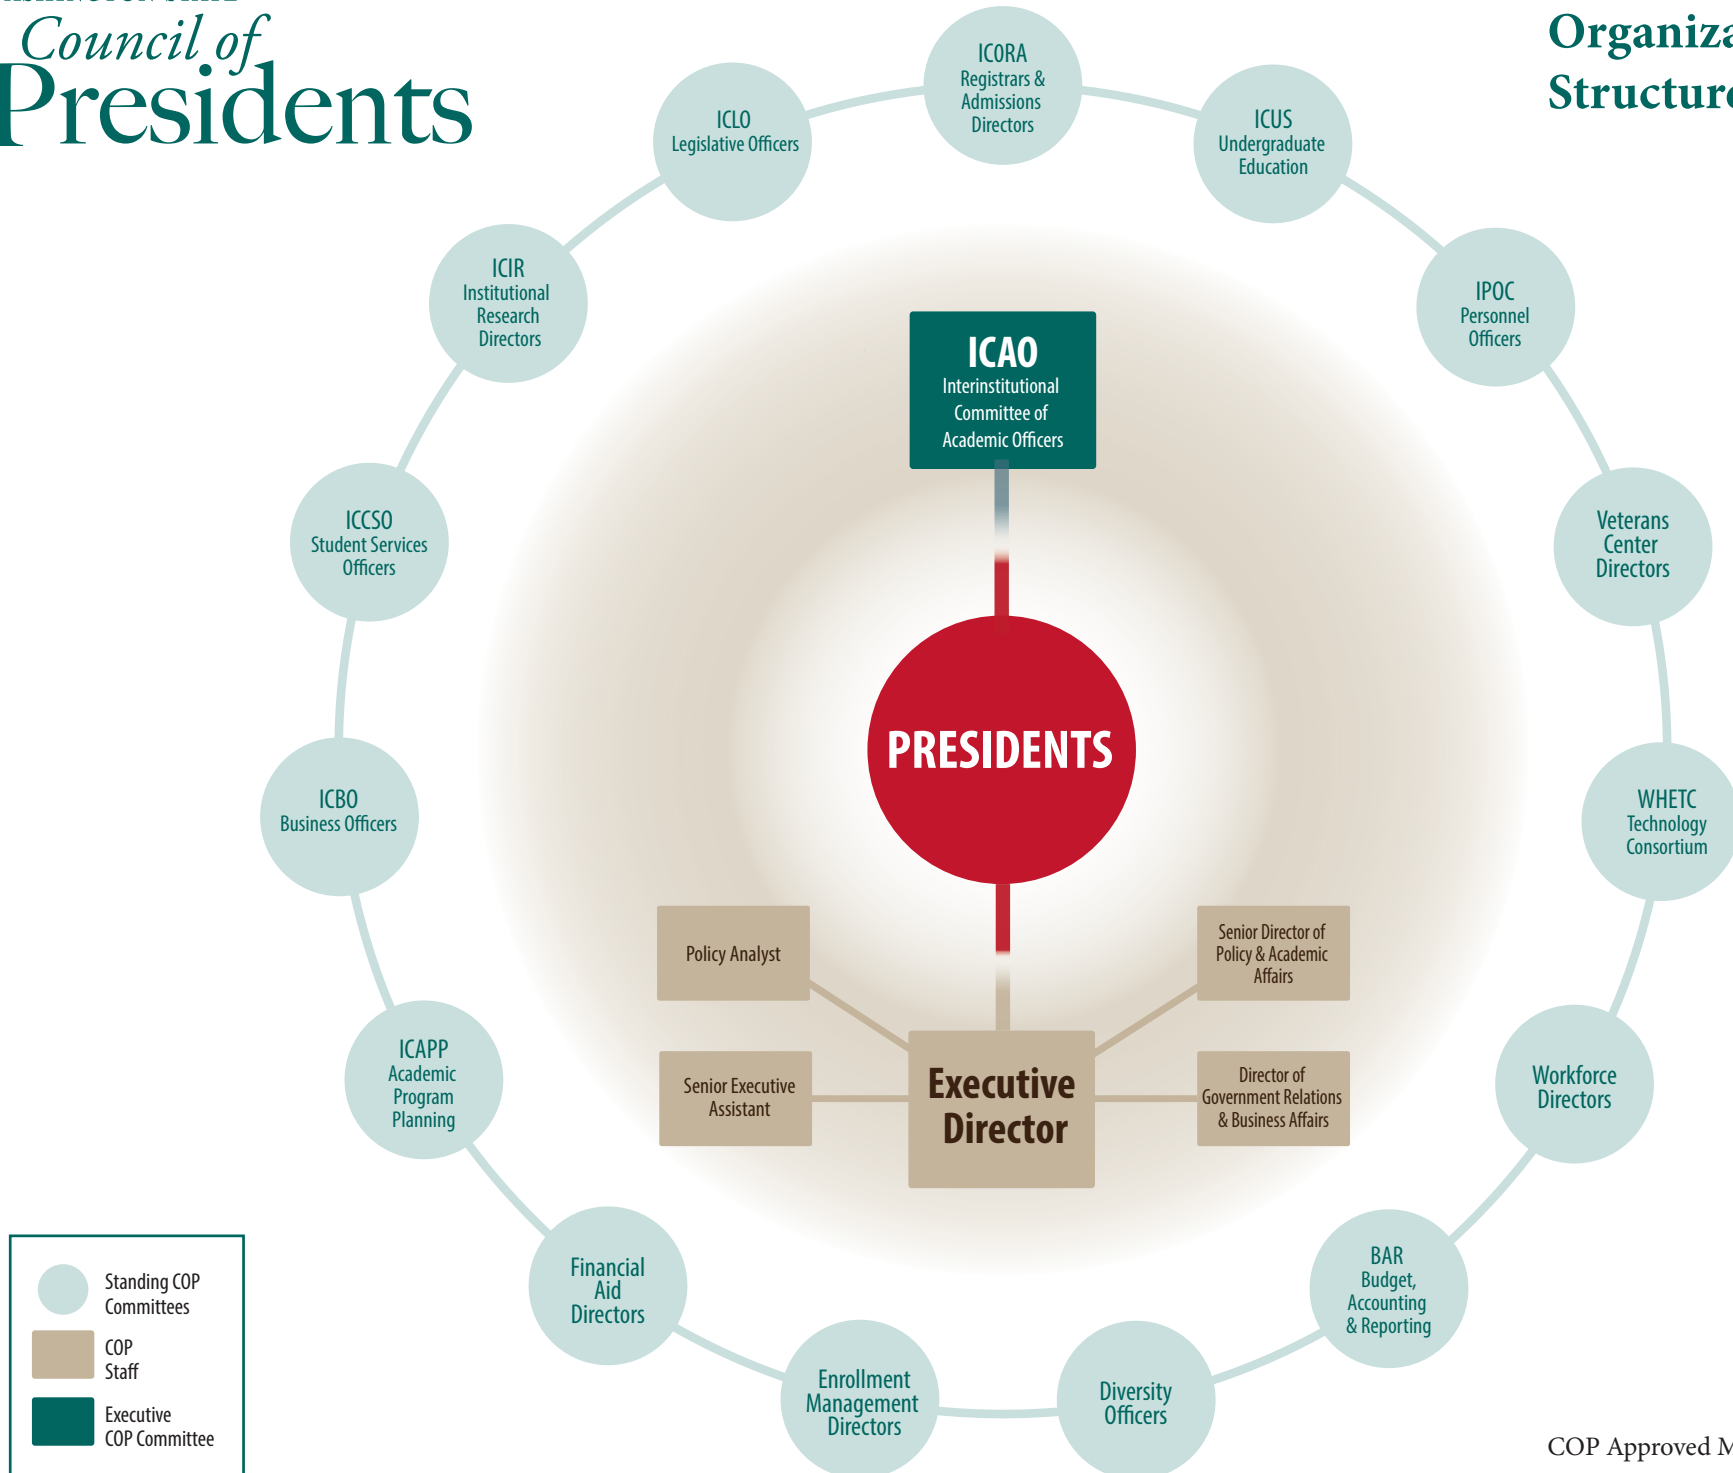 Council of
Presidents
Structure
ICORA
Registrars &
Admissions
Directors
ICLO
Legislative Officers
ICUS
Undergraduate
Education
ICIR
Institutional
Research
Directors
IPOC
Personnel
Officers
ICAO
Interinstitutional
Committee of
Academic Officers
ICCSO
Student Services
Officers
Veterans
Center
Directors
PRESIDENTS
ICBO
Business Officers
WHETC
Technology
Consortium
Policy Analyst
Senior Director of
Policy & Academic
Affairs
Senior Executive
Assistant
Executive
Director
Director of
Government Relations
& Business Affairs
ICAPP
Academic
Program
Planning
Workforce
Directors
Financial
Aid
Directors
BAR
Budget,
Accounting
& Reporting
Enrollment
Management
Directors
Diversity
Officers
Standing COP
Committees
COP
Staff
Executive
COP Committee
COP Approved